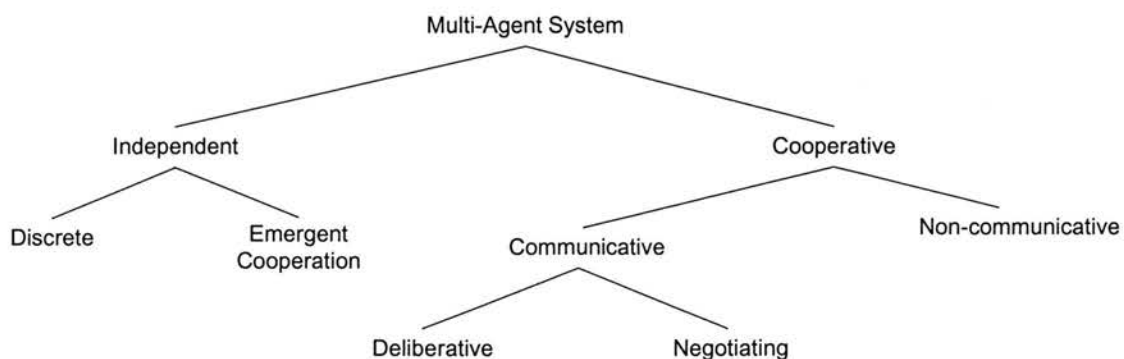 Multi-Agent System
Independent
Cooperative
Discrete
Emergent
Cooperation
Communicative
Non-communicative
Deliberative
Negotiating